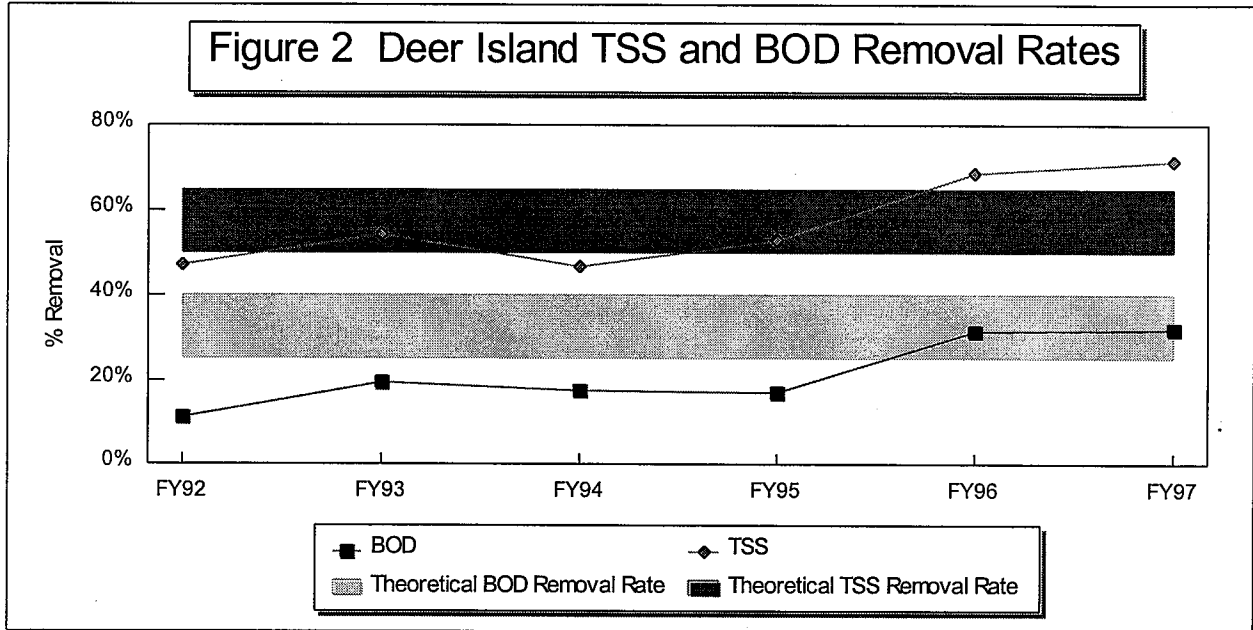 Figure 2 Deer Island TSS and BOD Removal Rates
80%
60%
40%
20%
0%
% Removal
FY92 FY93 FY94 FY95 FY96 FY97
BOD TSS
Theoretical BOD Removal Rate Theoretical TSS Removal Rate